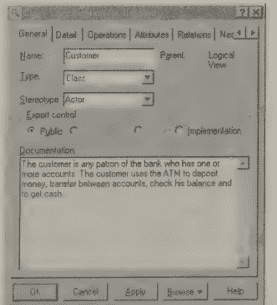 General Detail Operations Attributes Relations
Name: Customer Parent: Logical View
Type: Class
Stereotype Actor
Export control
Public Implementation
Documentation:
The customer is any patron of the bank who has one or
more accounts. The customer uses the ATM to deposit
money, transfer between accounts, check his balance and
to get cash.
OK Cancel Apply Browse Help